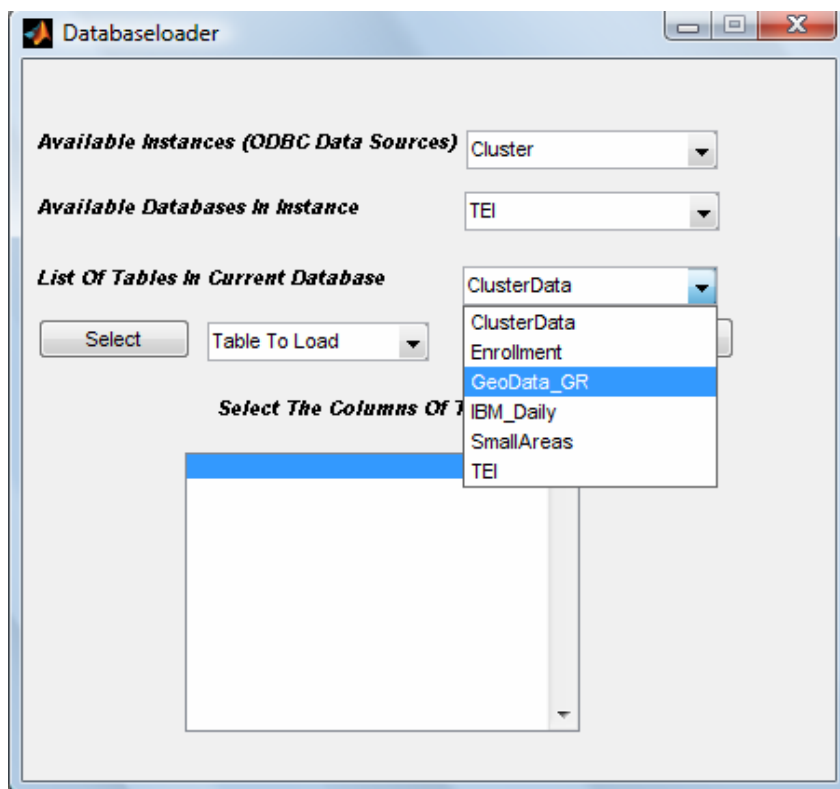 Databaseloader
Available Instances (ODBC Data Sources) Cluster
Available Databases In Instance TEI
List Of Tables In Current Database ClusterData
Select Table To Load
ClusterData
Enrollment
GeoData_GR
IBM_Daily
SmallAreas
TEI
Select The Columns Of T